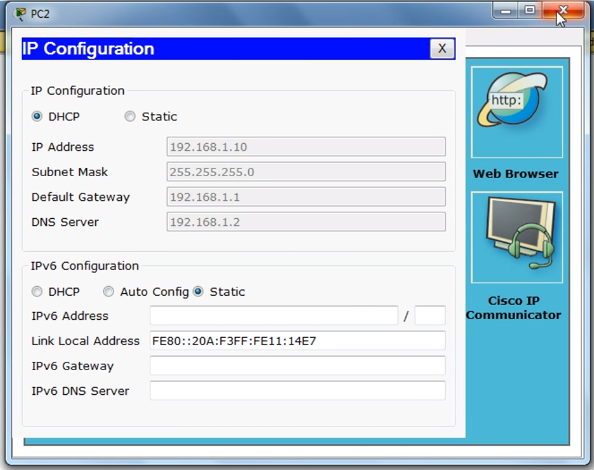 PC2
IP Configuration
X
IP Configuration
DHCP
Static
IP Address
192.168.1.10
Subnet Mask
255.255.255.0
Default Gateway
192.168.1.1
DNS Server
192.168.1.2
IPv6 Configuration
DHCP
Auto Config
Static
IPv6 Address
/
Link Local Address
FE80::20A:F3FF:FE11:14E7
IPv6 Gateway
IPv6 DNS Server
http:
Web Browser
Cisco IP
Communicator